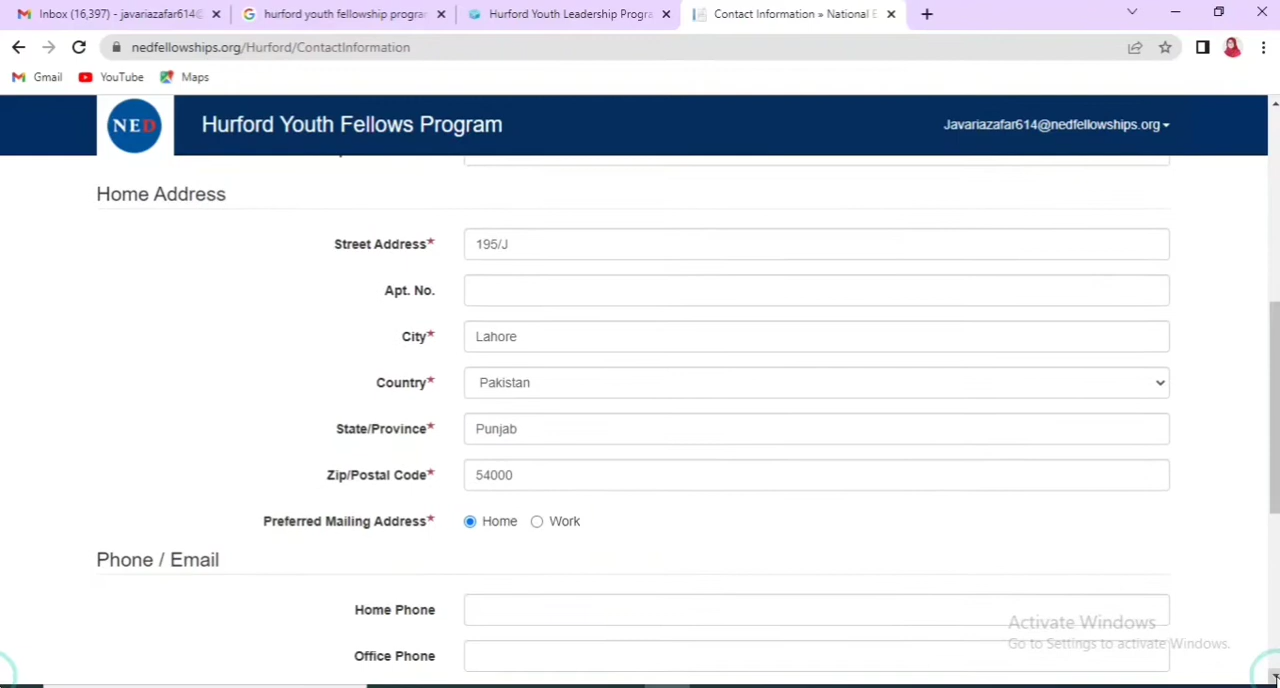 Inbox (16,397) - javariazafar614@
hurford youth fellowship program
Hurford Youth Leadership Progra
Contact Information » National E
nedfellowships.org/Hurford/ContactInformation
Gmail
YouTube
Maps
NED
Hurford Youth Fellows Program
Javariazafar614@nedfellowships.org
Home Address
Street Address* 195/J
Apt. No.
City* Lahore
Country* Pakistan
State/Province* Punjab
Zip/Postal Code* 54000
Preferred Mailing Address* Home Work
Phone / Email
Home Phone
Activate Windows
Go to Settings to activate Windows.
Office Phone